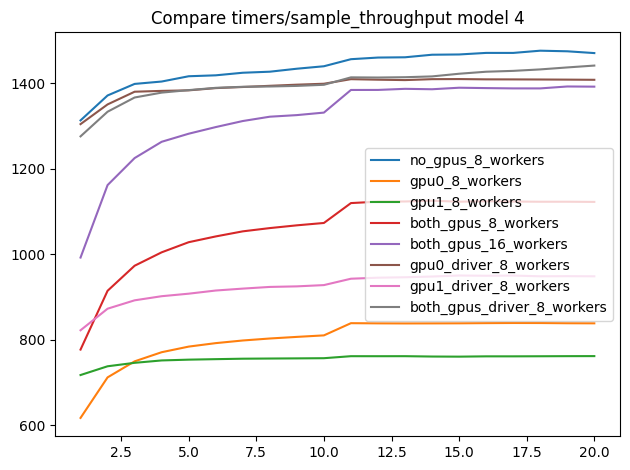 Compare timers/sample_throughput model 4
1400
1200
1000
800
600
no_gpus_8_workers
gpu0_8_workers
gpu1_8_workers
both_gpus_8_workers
both_gpus_16_workers
gpu0_driver_8_workers
gpu1_driver_8_workers
both_gpus_driver_8_workers
2.5 5.0 7.5 10.0 12.5 15.0 17.5 20.0